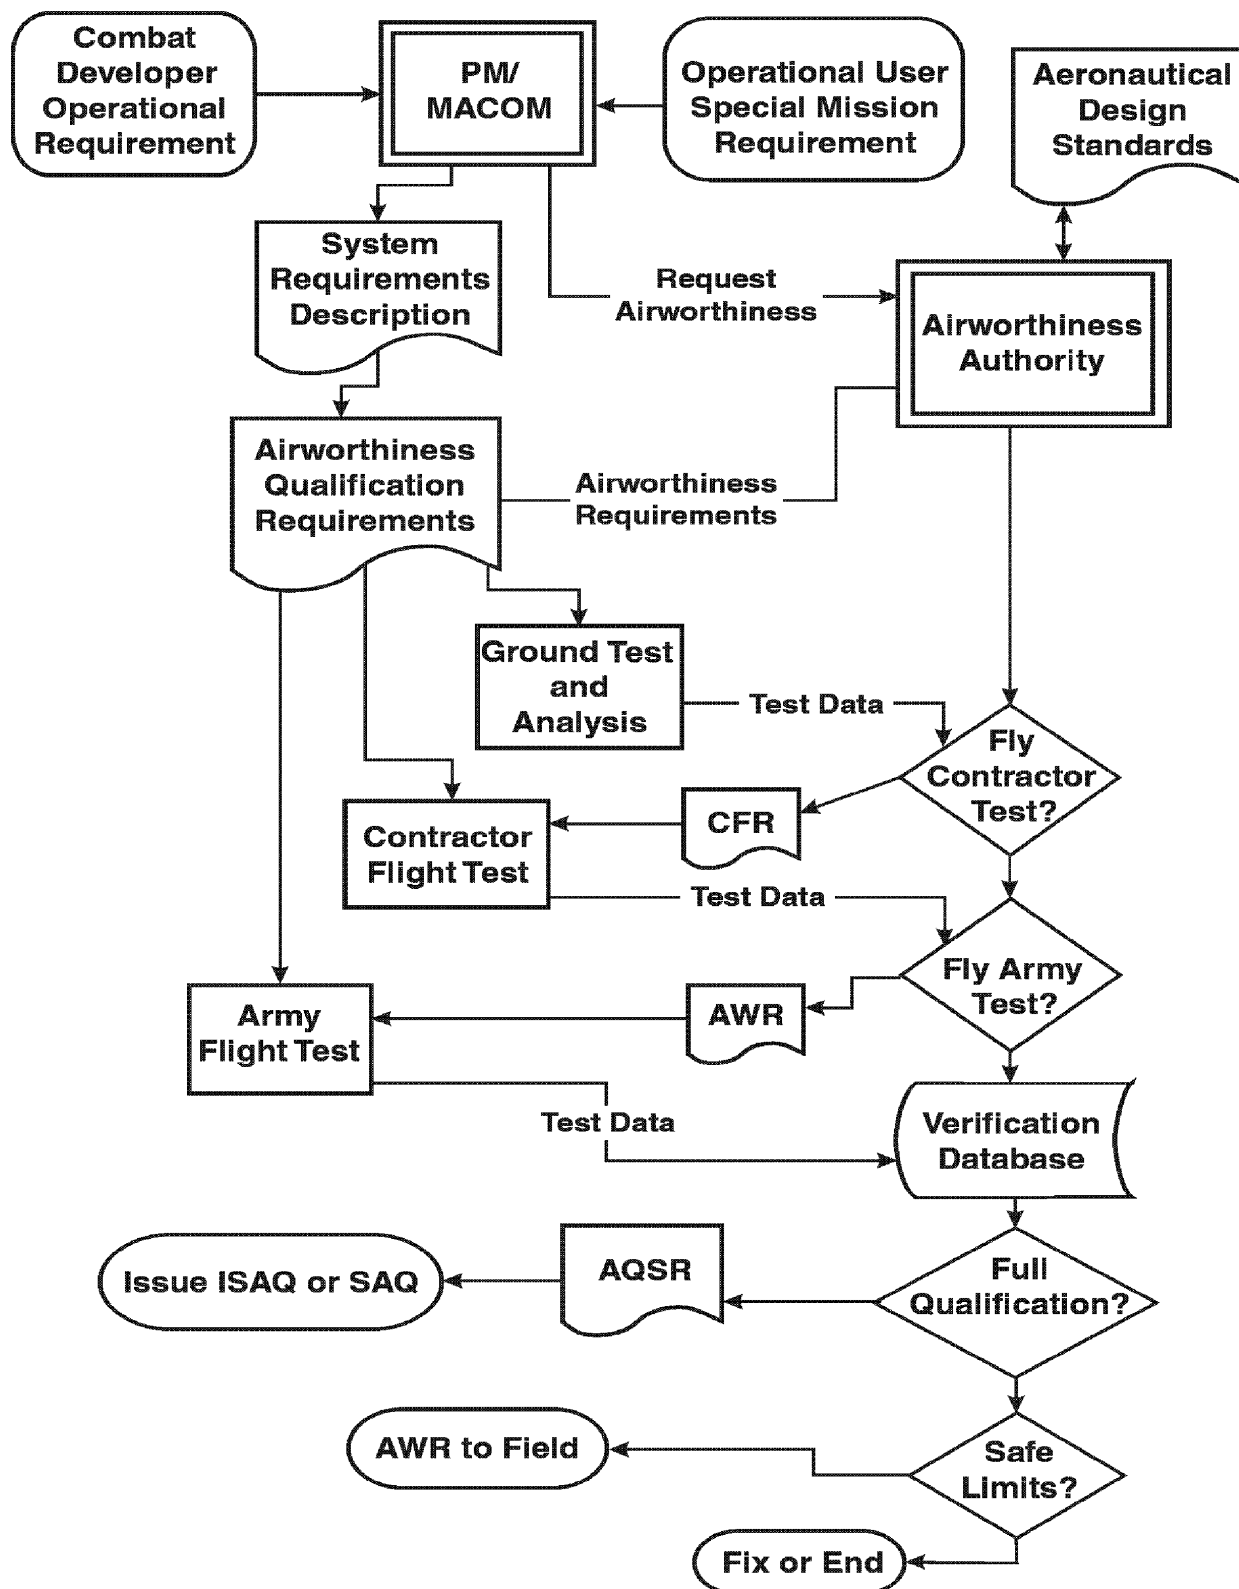 Combat
Developer
Operational
Requirement
PM/
MACOM
Operational User
Special Mission
Requirement
Aeronautical
Design
Standards
System
Requirements
Description
Request
Airworthiness
Airworthiness
Authority
Airworthiness
Qualification
Requirements
Airworthiness
Requirements
Ground Test
and
Analysis
Test Data
Fly
Contractor
Test?
CFR
Contractor
Flight Test
Test Data
Fly Army
Test?
AWR
Army
Flight Test
Test Data
Verification
Database
Issue ISAQ or SAQ
AQSR
Full
Qualification?
AWR to Field
Safe
Limits?
Fix or End